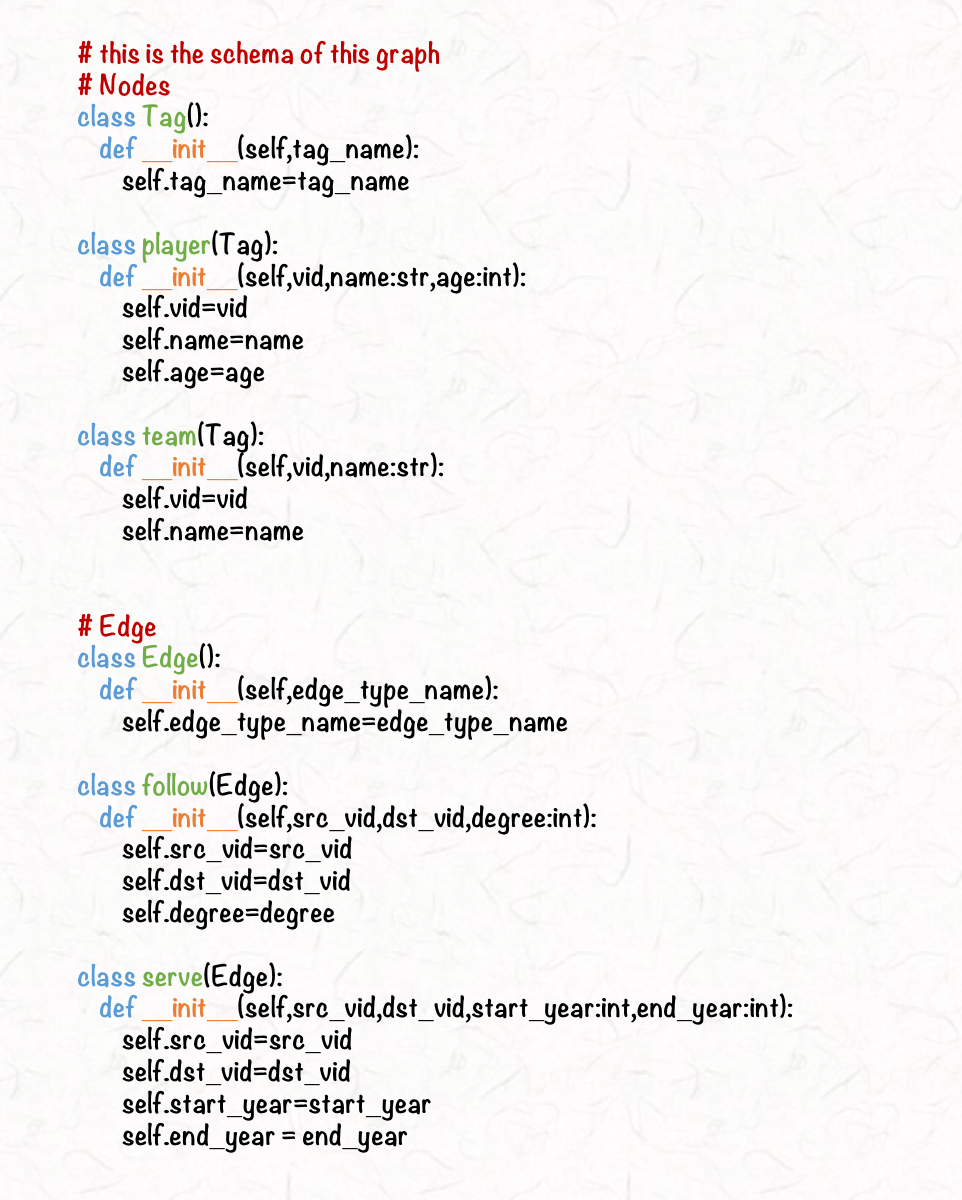 # this is the schema of this graph
# Nodes
class Tag():
def __init__(self,tag_name):
self.tag_name=tag_name
class player(Tag):
def __init__(self,vid,name:str,age:int):
self.vid=vid
self.name=name
self.age=age
class team(Tag):
def __init__(self,vid,name:str):
self.vid=vid
self.name=name
# Edge
class Edge():
def __init__(self,edge_type_name):
self.edge_type_name=edge_type_name
class follow(Edge):
def __init__(self,src_vid,dst_vid,degree:int):
self.src_vid=src_vid
self.dst_vid=dst_vid
self.degree=degree
class serve(Edge):
def __init__(self,src_vid,dst_vid,start_year:int,end_year:int):
self.src_vid=src_vid
self.dst_vid=dst_vid
self.start_year=start_year
self.end_year = end_year